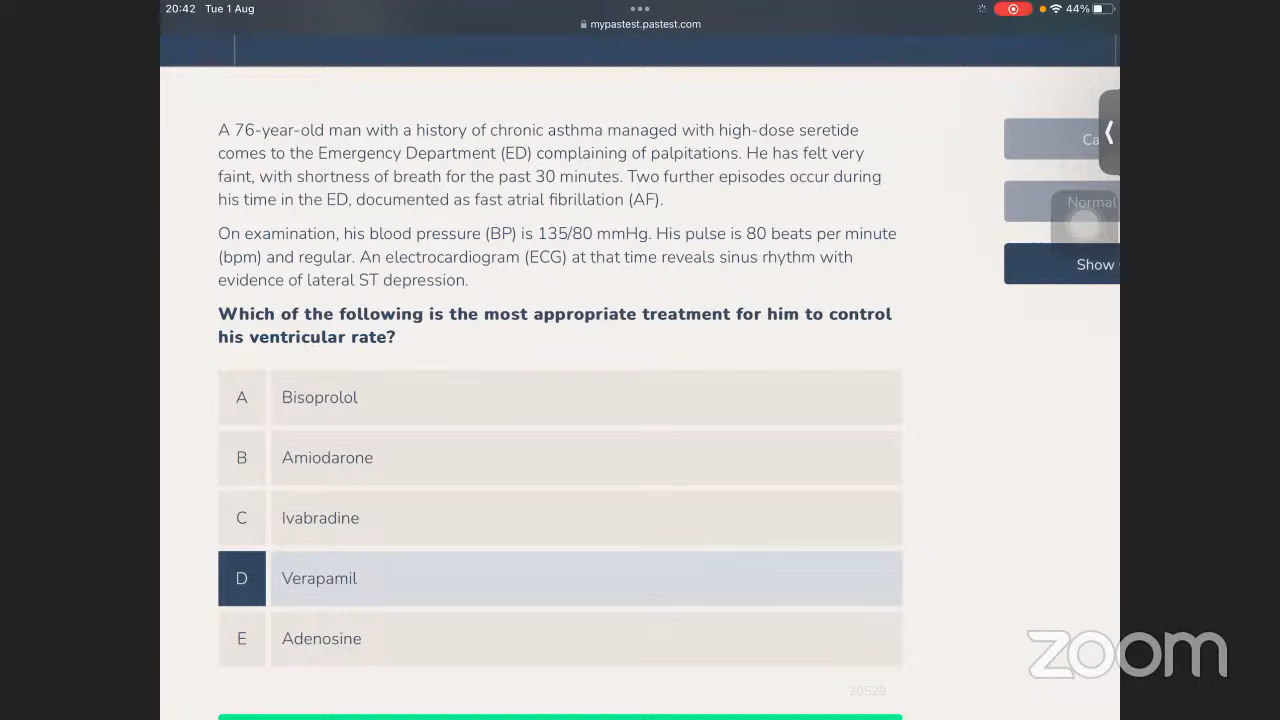 20:42 Tue 1 Aug
44%
mypastest.pastest.com
A 76-year-old man with a history of chronic asthma managed with high-dose seretide
comes to the Emergency Department (ED) complaining of palpitations. He has felt very
faint, with shortness of breath for the past 30 minutes. Two further episodes occur during
his time in the ED, documented as fast atrial fibrillation (AF).
On examination, his blood pressure (BP) is 135/80 mmHg. His pulse is 80 beats per minute
(bpm) and regular. An electrocardiogram (ECG) at that time reveals sinus rhythm with
evidence of lateral ST depression.
Which of the following is the most appropriate treatment for him to control
his ventricular rate?
A Bisoprolol
B Amiodarone
C Ivabradine
D Verapamil
E Adenosine
20529
Ca
Normal
Show
zoom